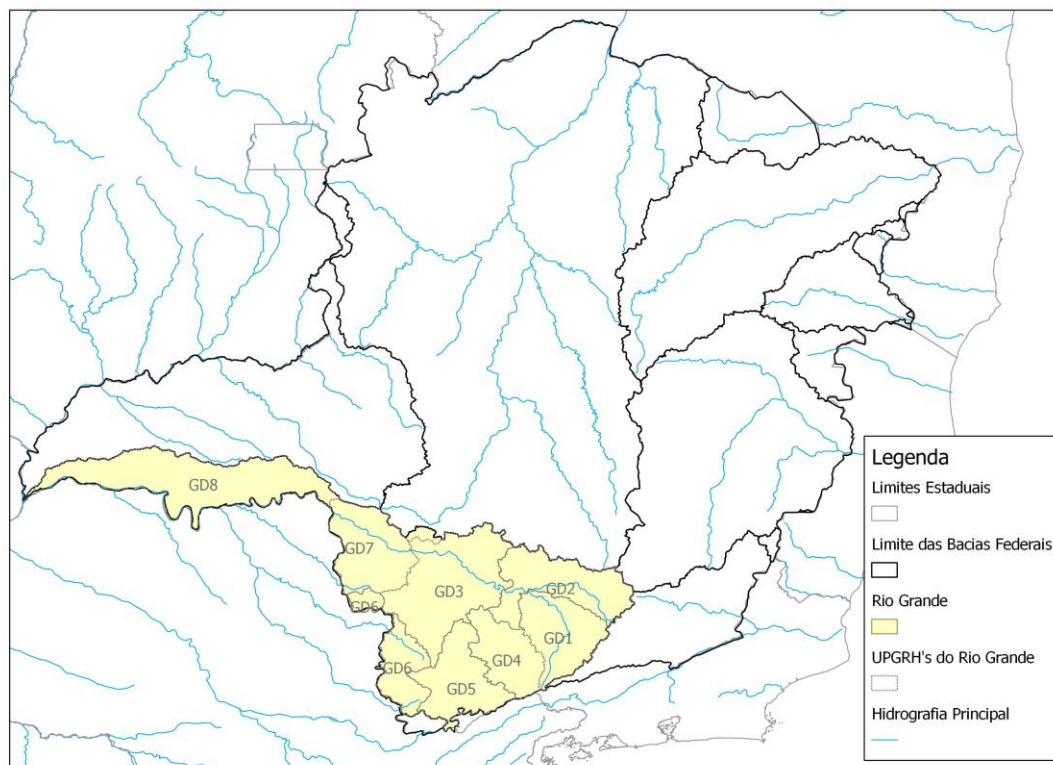 GD8
GD7
GD3
GD2
GD6
GD1
GD6
GD4
GD5
Legenda
Limites Estaduais
Limite das Bacias Federais
Rio Grande
UPGRH's do Rio Grande
Hidrografia Principal